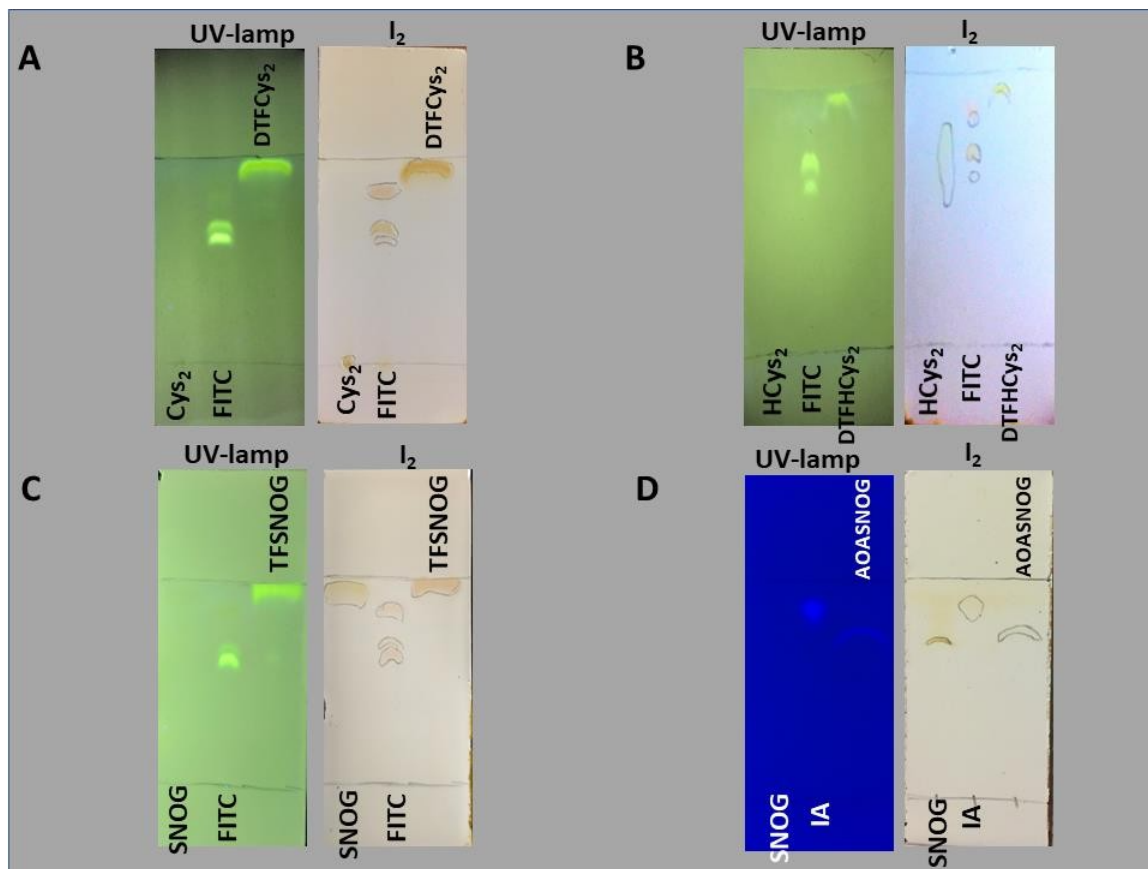 A
UV-lamp
I₂
DTFCys₂
DTFCys₂
Cys₂
FITC
Cys₂
FITC
B
UV-lamp
I₂
HCys₂
FITC
DTFHCys₂
HCys₂
FITC
DTFHCys₂
C
UV-lamp
I₂
TFSNOG
TFSNOG
SNOG
FITC
SNOG
FITC
D
UV-lamp
I₂
AOASNOG
AOASNOG
SNOG
IA
SNOG
IA